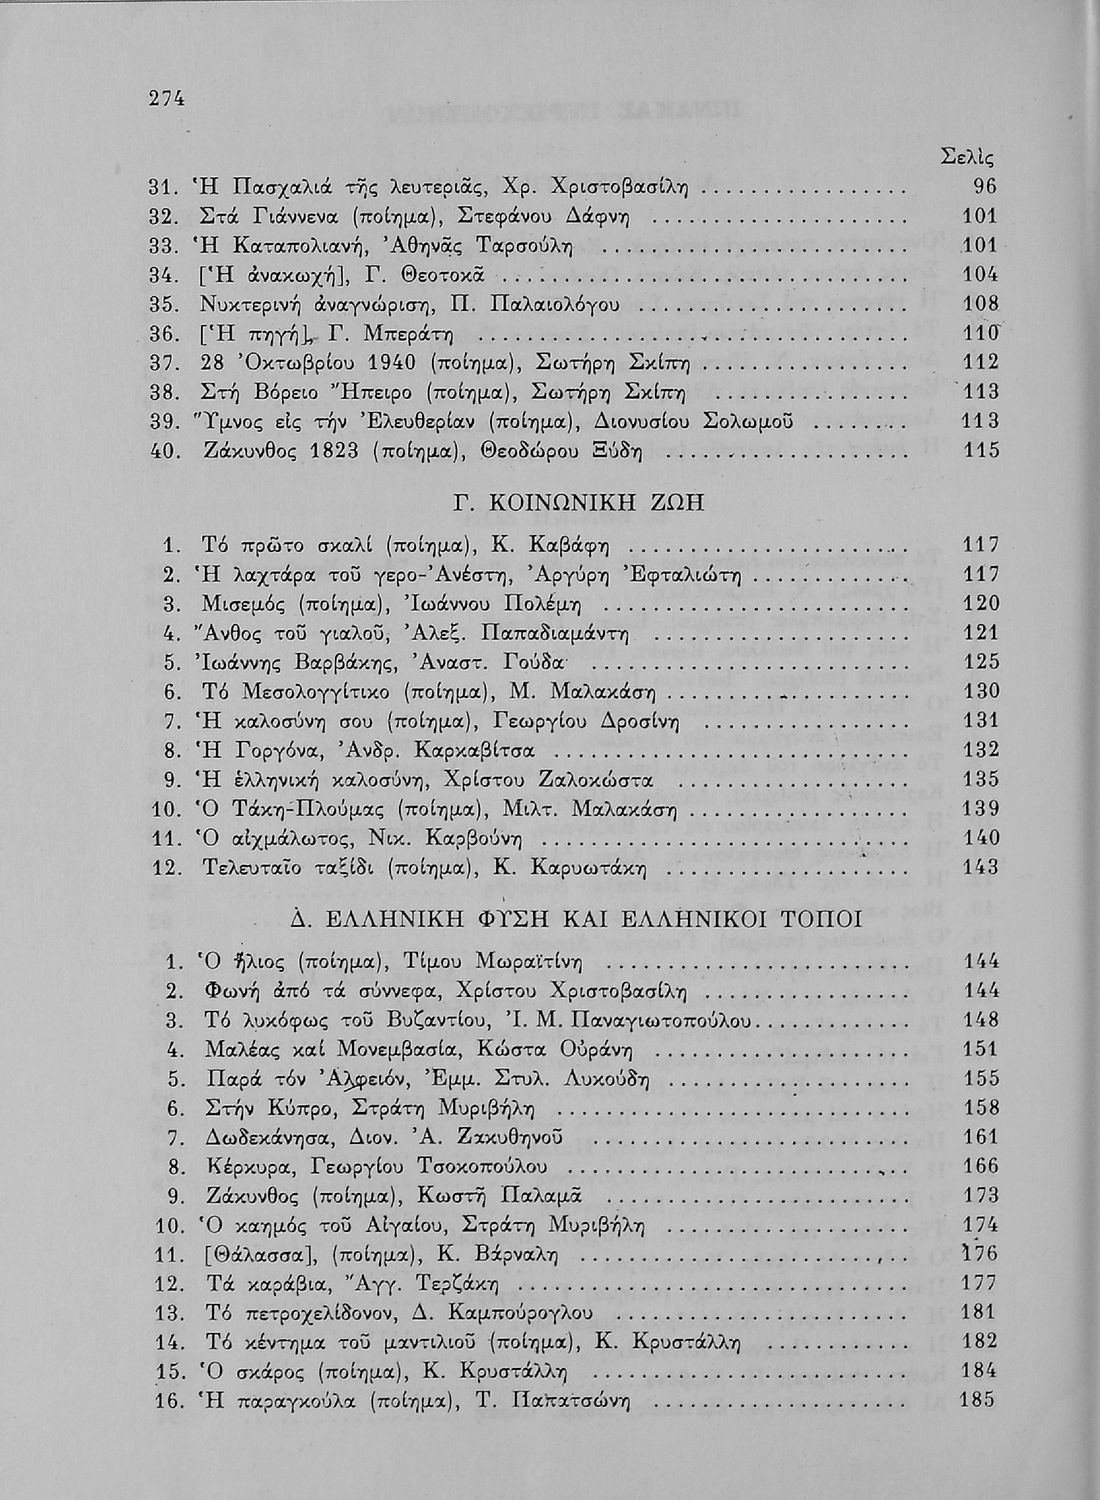 274
Σελὶς
31. Ἡ Πασχαλιά τῆς λευτεριᾶς, Χρ. Χριστοβασίλη .................. 96
32. Στά Γιάννενα (ποίημα), Στεφάνου Δάφνη .................. 101
33. Ἡ Καταπολιανή, Ἀθηνᾶς Ταρσούλη .................. 101
34. [Ἡ ἀνακωχή], Γ. Θεοτοκᾶ .................. 104
35. Νυκτερινή ἀναγνώριση, Π. Παλαιολόγου .................. 108
36. [Ἡ πηγή], Γ. Μπεράτη .................. 110
37. 28 Ὀκτωβρίου 1940 (ποίημα), Σωτήρη Σκίπη .................. 112
38. Στή Βόρειο Ἤπειρο (ποίημα), Σωτήρη Σκίπη .................. 113
39. Ὕμνος εἰς τήν Ἐλευθερίαν (ποίημα), Διονυσίου Σολωμοῦ ........ 113
40. Ζάκυνθος 1823 (ποίημα), Θεοδώρου Ξύδη .................. 115
Γ. ΚΟΙΝΩΝΙΚΗ ΖΩΗ
1. Τό πρῶτο σκαλί (ποίημα), Κ. Καβάφη .................. 117
2. Ἡ λαχτάρα τοῦ γερο-Ἀνέστη, Ἀργύρη Ἐφταλιώτη .................. 117
3. Μισεμός (ποίημα), Ἰωάννου Πολέμη .................. 120
4. Ἄνθος τοῦ γιαλοῦ, Ἀλεξ. Παπαδιαμάντη .................. 121
5. Ἰωάννης Βαρβάκης, Ἀναστ. Γούδα .................. 125
6. Τό Μεσολογγίτικο (ποίημα), Μ. Μαλακάση .................. 130
7. Ἡ καλοσύνη σου (ποίημα), Γεωργίου Δροσίνη .................. 131
8. Ἡ Γοργόνα, Ἀνδρ. Καρκαβίτσα .................. 132
9. Ἡ ἑλληνική καλοσύνη, Χρίστου Ζαλοκώστα .................. 135
10. Ὁ Τάκη-Πλούμας (ποίημα), Μιλτ. Μαλακάση .................. 139
11. Ὁ αἰχμάλωτος, Νικ. Καρβούνη .................. 140
12. Τελευταῖο ταξίδι (ποίημα), Κ. Καρυωτάκη .................. 143
Δ. ΕΛΛΗΝΙΚΗ ΦΥΣΗ ΚΑΙ ΕΛΛΗΝΙΚΟΙ ΤΟΠΟΙ
1. Ὁ ἥλιος (ποίημα), Τίμου Μωραϊτίνη .................. 144
2. Φωνή ἀπό τά σύννεφα, Χρίστου Χριστοβασίλη .................. 144
3. Τό λυκόφως τοῦ Βυζαντίου, Ἰ. Μ. Παναγιωτοπούλου ............ 148
4. Μαλέας καί Μονεμβασία, Κώστα Οὐράνη .................. 151
5. Παρά τόν Ἀλφειόν, Ἐμμ. Στυλ. Λυκούδη .................. 155
6. Στήν Κύπρο, Στράτη Μυριβήλη .................. 158
7. Δωδεκάνησα, Διον. Ἀ. Ζακυθηνοῦ .................. 161
8. Κέρκυρα, Γεωργίου Τσοκοπούλου .................. 166
9. Ζάκυνθος (ποίημα), Κωστῆ Παλαμᾶ .................. 173
10. Ὁ καημός τοῦ Αἰγαίου, Στράτη Μυριβήλη .................. 174
11. [Θάλασσα], (ποίημα), Κ. Βάρναλη .................. 176
12. Τά καράβια, Ἄγγ. Τερζάκη .................. 177
13. Τό πετροχελίδονον, Δ. Καμπούρογλου .................. 181
14. Τό κέντημα τοῦ μαντιλιοῦ (ποίημα), Κ. Κρυστάλλη ............ 182
15. Ὁ σκάρος (ποίημα), Κ. Κρυστάλλη .................. 184
16. Ἡ παραγκούλα (ποίημα), Τ. Παπατσώνη .................. 185